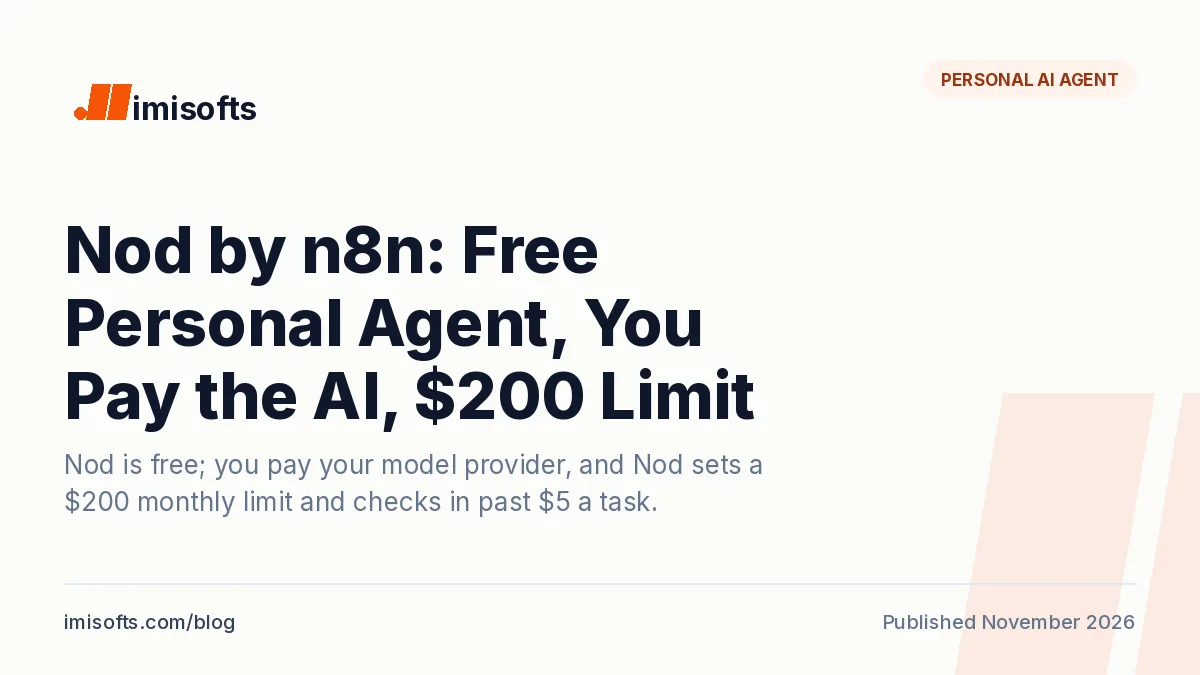 imisofts
PERSONAL AI AGENT
Nod by n8n: Free
Personal Agent, You
Pay the AI, $200 Limit
Nod is free; you pay your model provider, and Nod sets a
$200 monthly limit and checks in past $5 a task.
imisofts.com/blog
Published November 2026